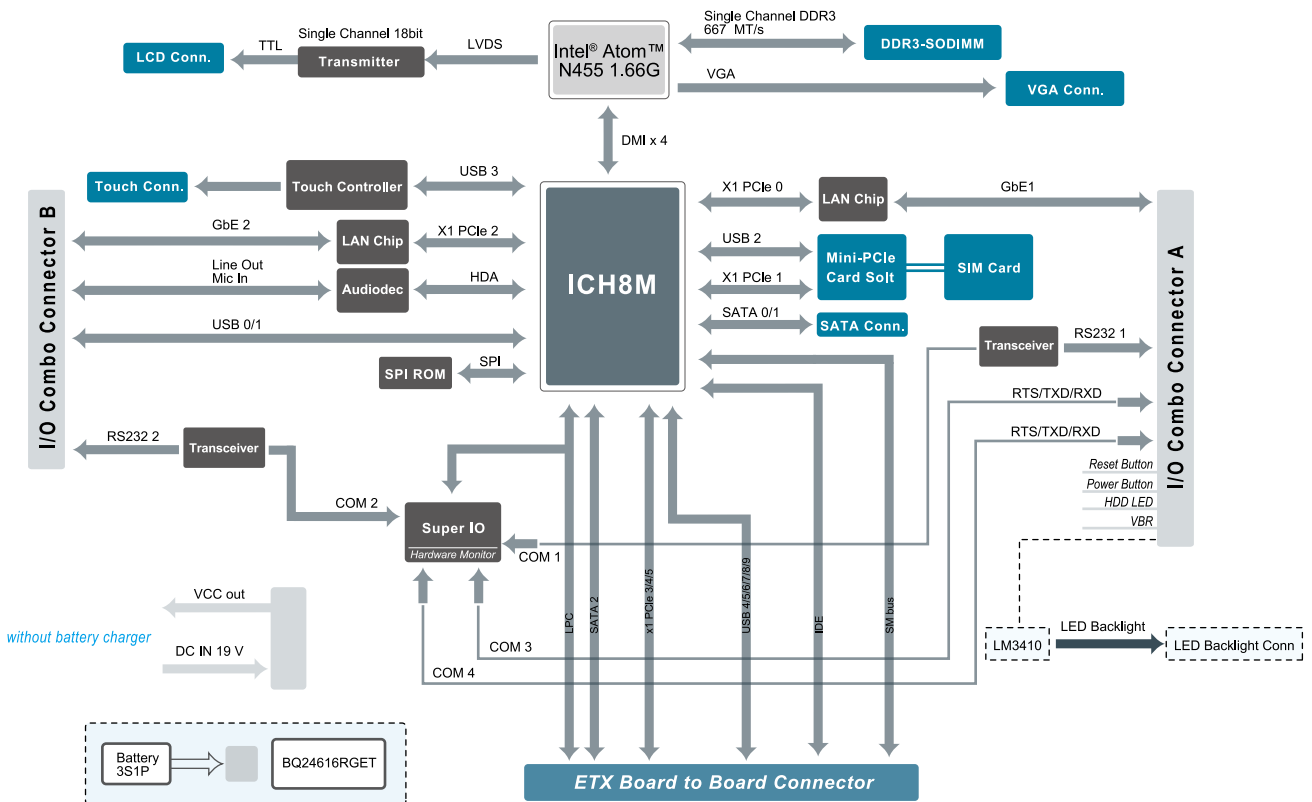 Single Channel DDR3
667 MT/s
Single Channel 18bit
TTL
LVDS
LCD Conn.
Transmitter
Intel® Atom™
N455 1.66G
DDR3-SODIMM
VGA
VGA Conn.
DMI x 4
Touch Conn.
Touch Controller
USB 3
X1 PCIe 0
LAN Chip
GbE1
I/O Combo Connector B
GbE 2
LAN Chip
X1 PCIe 2
ICH8M
USB 2
Mini-PCIe
Card Solt
SIM Card
I/O Combo Connector A
Line Out
Mic In
Audiodec
HDA
X1 PCIe 1
USB 0/1
SATA 0/1
SATA Conn.
Transceiver
RS232 1
SPI ROM
SPI
RTS/TXD/RXD
RTS/TXD/RXD
RS232 2
Transceiver
Reset Button
Power Button
HDD LED
VBR
COM 2
Super IO
Hardware Monitor
COM 1
LPC
SATA 2
x1 PCIe 3/4/5
USB 4/5/6/7/8/9
IDE
SM bus
VCC out
without battery charger
DC IN 19 V
COM 3
COM 4
LM3410
LED Backlight
LED Backlight Conn
Battery
3S1P
BQ24616RGET
ETX Board to Board Connector